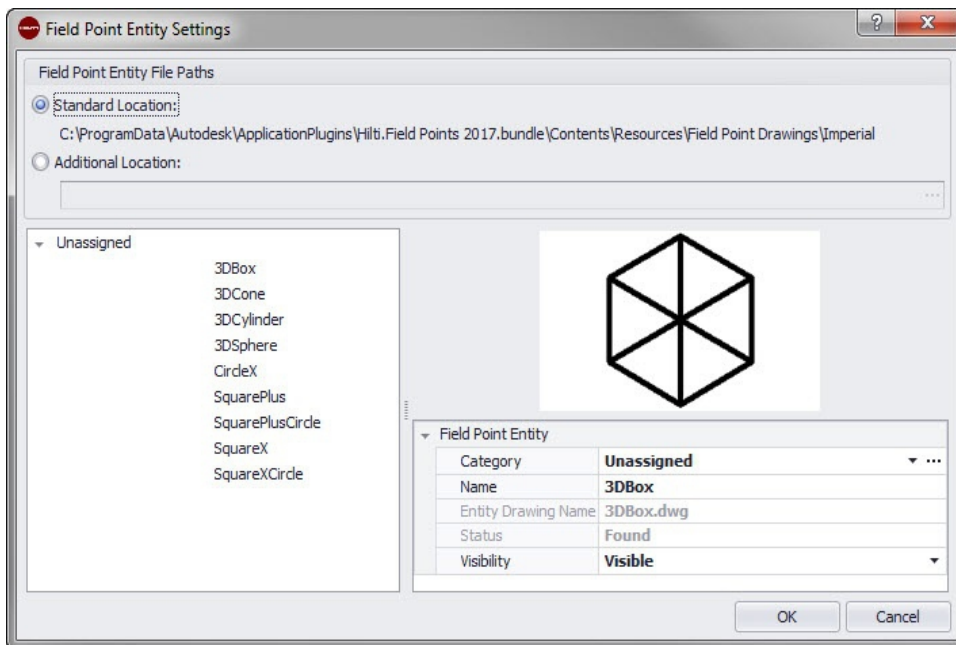 Field Point Entity Settings
Field Point Entity File Paths
Standard Location:
C:\ProgramData\Autodesk\ApplicationPlugins\Hilti.Field Points 2017.bundle\Contents\Resources\Field Point Drawings\Imperial
Additional Location:
Unassigned
3DBox
3DCone
3DCylinder
3DSphere
CircleX
SquarePlus
SquarePlusCircle
SquareX
SquareXCircle
Field Point Entity
Category Unassigned
Name 3DBox
Entity Drawing Name 3DBox.dwg
Status Found
Visibility Visible
OK Cancel